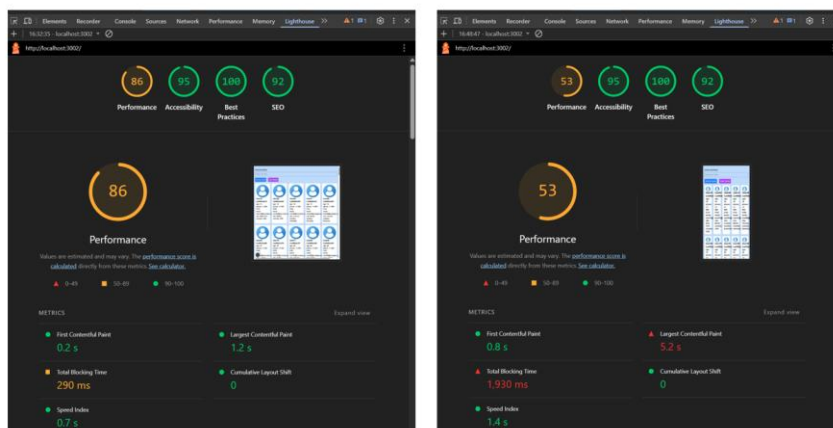 Elements Recorder Console Sources Network Performance Memory Lighthouse
16:32:35 - localhost:3002
http://localhost:3002/
86 95 100 92
Performance Accessibility Best Practices SEO
86
Performance
Values are estimated and may vary. The performance score is
calculated directly from these metrics. See calculator.
0-49 50-89 90-100
METRICS Expand view
First Contentful Paint Largest Contentful Paint
0.2 s 1.2 s
Total Blocking Time Cumulative Layout Shift
290 ms 0
Speed Index
0.7 s
Elements Recorder Console Sources Network Performance Memory Lighthouse
16:40:47 - localhost:3002
http://localhost:3002/
53 95 100 92
Performance Accessibility Best Practices SEO
53
Performance
Values are estimated and may vary. The performance score is
calculated directly from these metrics. See calculator.
0-49 50-89 90-100
METRICS Expand view
First Contentful Paint Largest Contentful Paint
0.8 s 5.2 s
Total Blocking Time Cumulative Layout Shift
1,930 ms 0
Speed Index
1.4 s